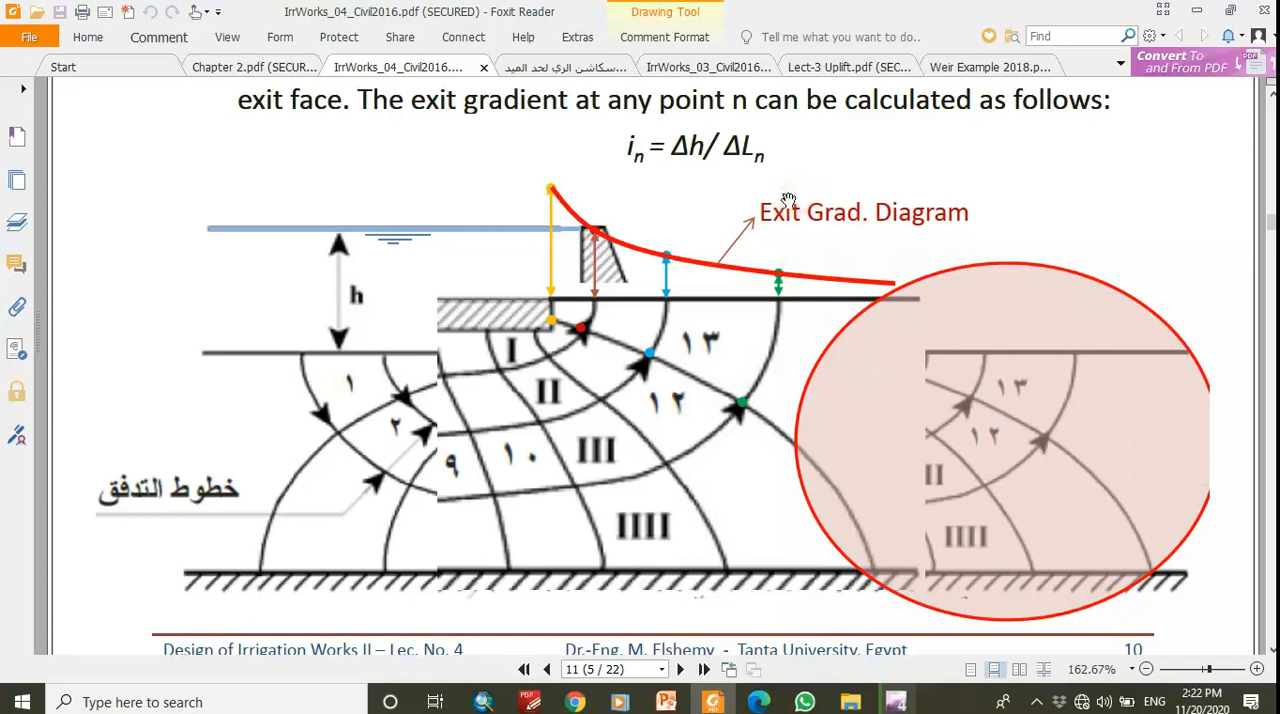 IrrWorks_04_Civil2016.pdf (SECURED) - Foxit Reader
Drawing Tool
File Home Comment View Form Protect Share Connect Help Extras Comment Format
Tell me what you want to do..
Find
Start
Chapter 2.pdf (SECUR...
IrrWorks_04_Civil2016...
سكاشن الري لحد الميد...
IrrWorks_03_Civil2016...
Lect-3 Uplift.pdf (SEC...
Weir Example 2018.p...
Convert To
and From PDF
exit face. The exit gradient at any point n can be calculated as follows:
iₙ = Δh/ ΔLₙ
Exit Grad. Diagram
h
I
١٣
١
II
١٢
٢
٩
١٠
III
IIII
خطوط التدفق
١٣
١٢
II
IIII
Design of Irrigation Works II – Lec. No. 4
Dr.-Eng. M. Elshemy - Tanta University, Egypt
10
11 (5 / 22)
162.67%
Type here to search
ENG
2:22 PM
11/20/2020